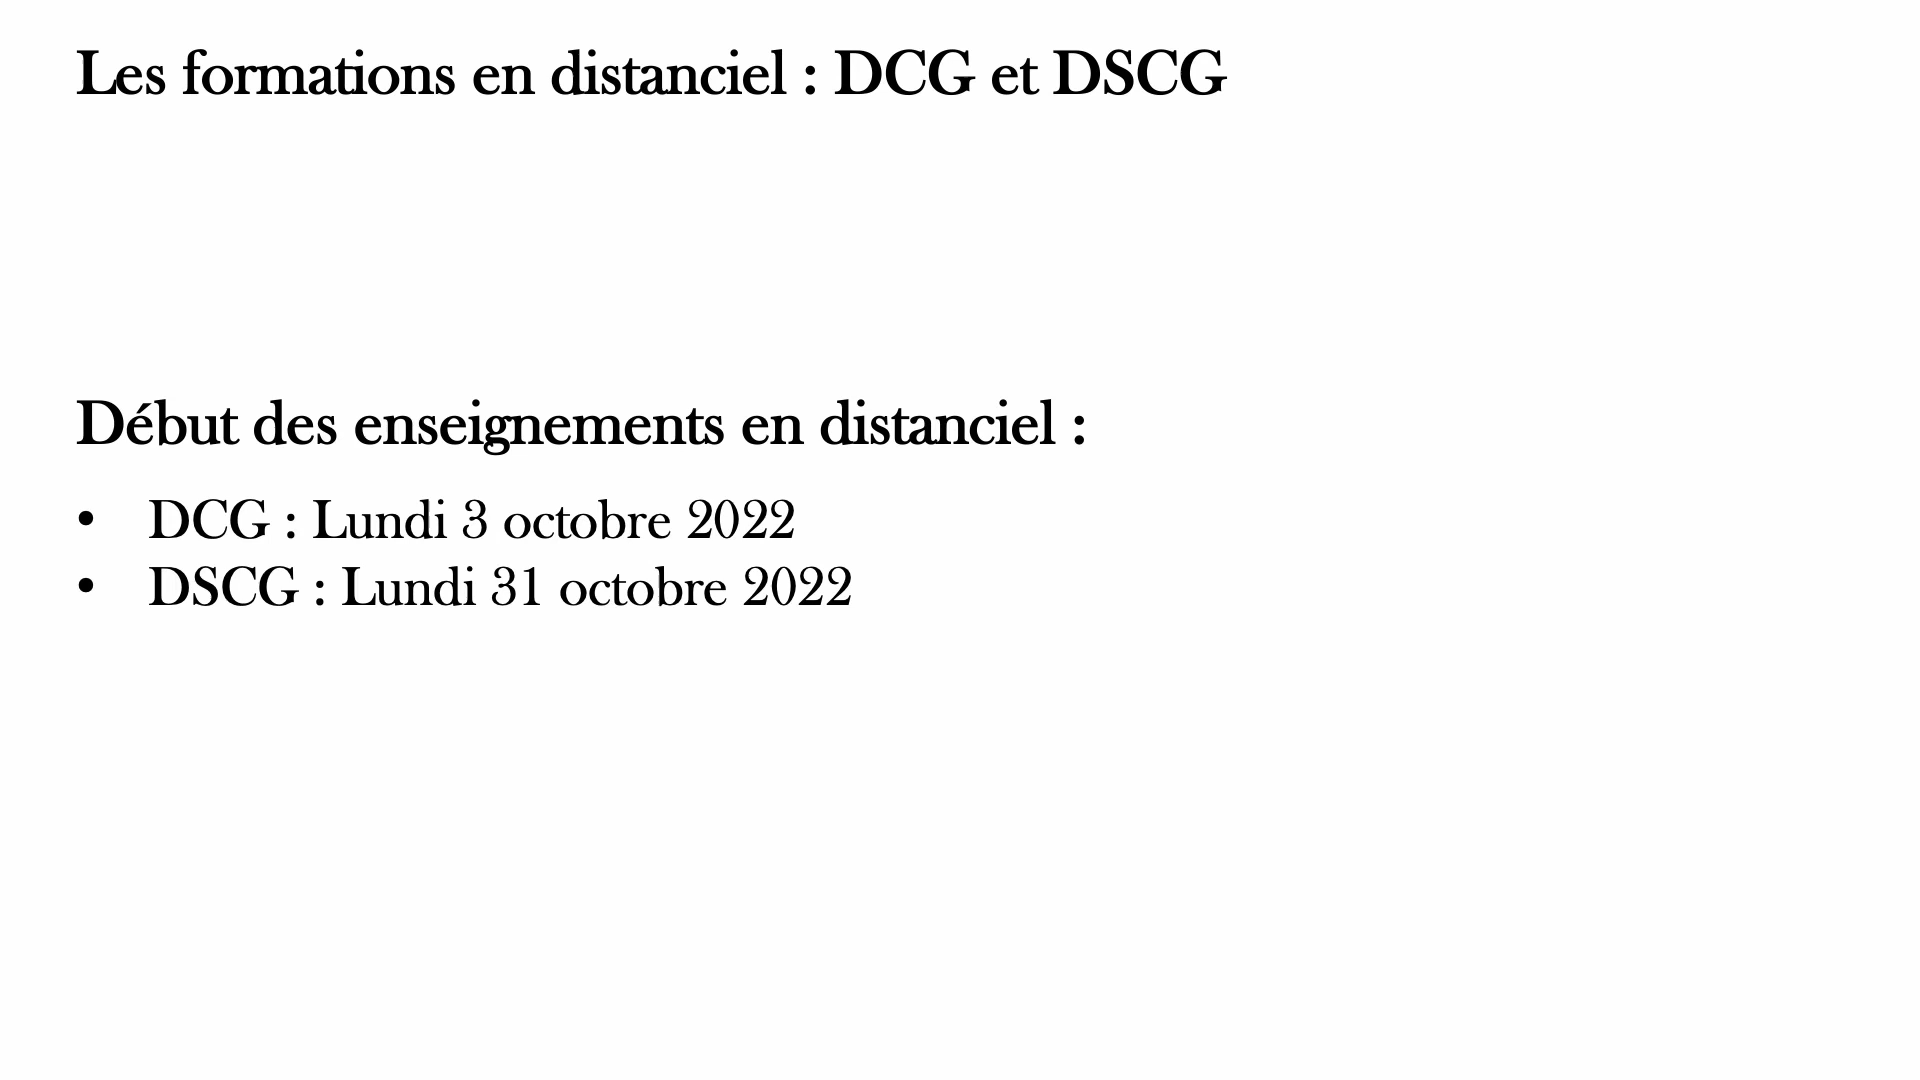 Les formations en distanciel : DCG et DSCG
Début des enseignements en distanciel :
• DCG : Lundi 3 octobre 2022
• DSCG : Lundi 31 octobre 2022